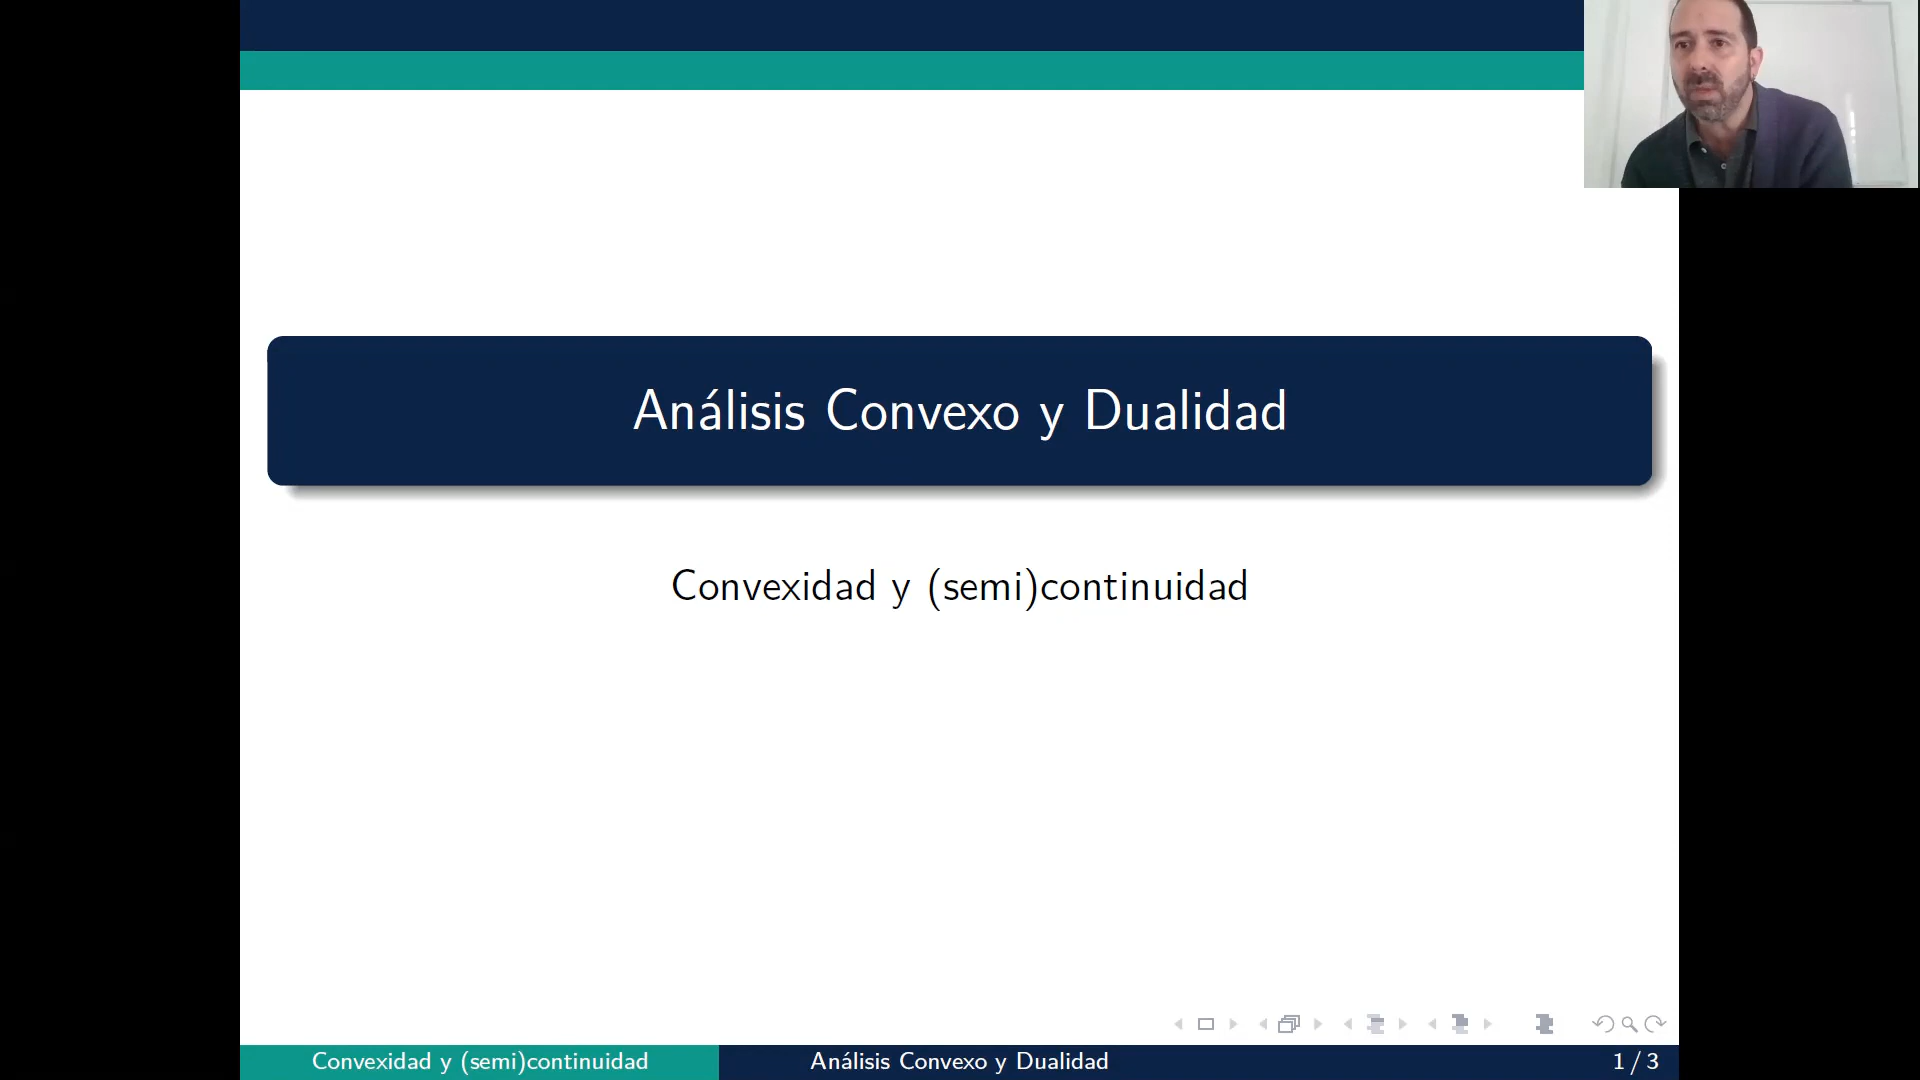 Análisis Convexo y Dualidad
Convexidad y (semi)continuidad
Convexidad y (semi)continuidad
Análisis Convexo y Dualidad
1 / 3